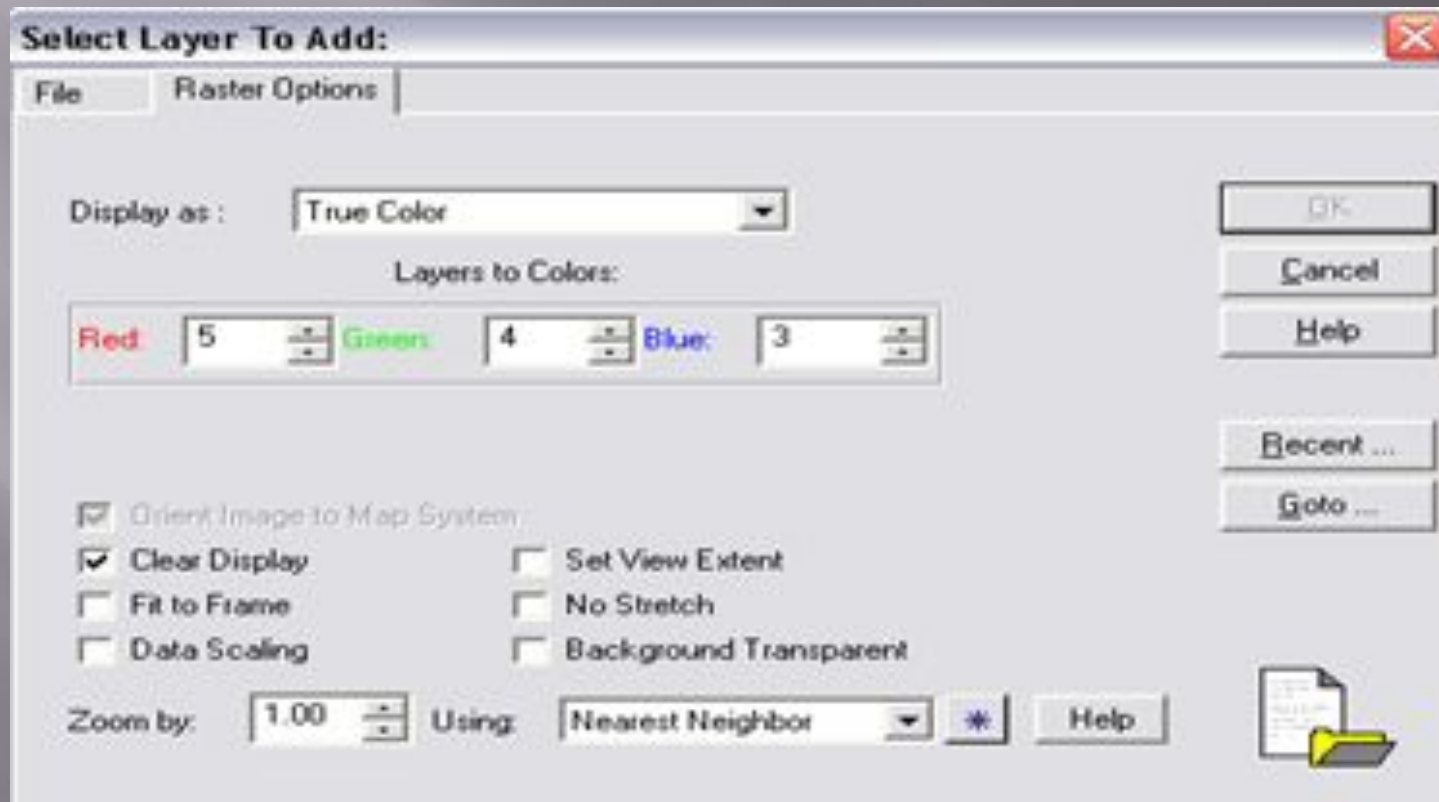 Select Layer To Add:
File Raster Options
Display as : True Color
Layers to Colors:
Red: 5 Green: 4 Blue: 3
Orient Image to Map System
Clear Display Set View Extent
Fit to Frame No Stretch
Data Scaling Background Transparent
Zoom by: 1.00 Using: Nearest Neighbor Help
OK
Cancel
Help
Recent ...
Goto ...